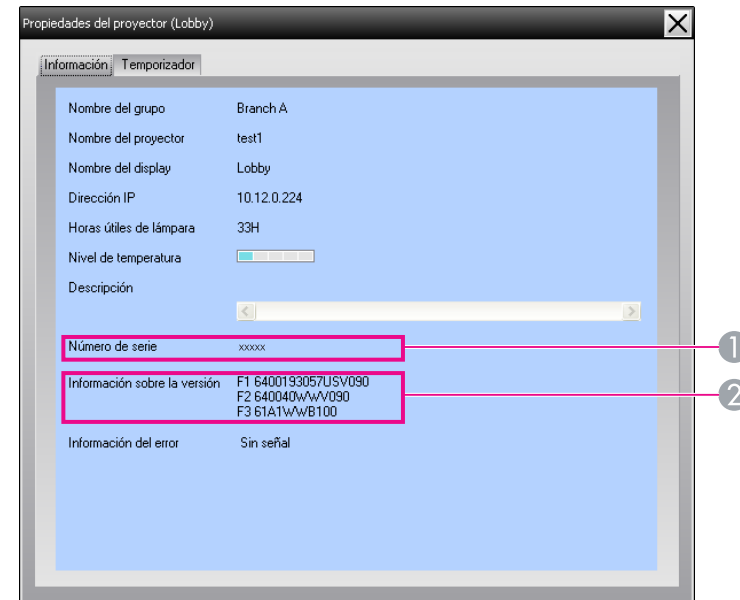 Propiedades del proyector (Lobby)
Información Temporizador
Nombre del grupo Branch A
Nombre del proyector test1
Nombre del display Lobby
Dirección IP 10.12.0.224
Horas útiles de lámpara 33H
Nivel de temperatura
Descripción
Número de serie xxxxx
1
Información sobre la versión F1 6400193057USV090
F2 640040WWV090
2
F3 61A1WWB100
Información del error Sin señal